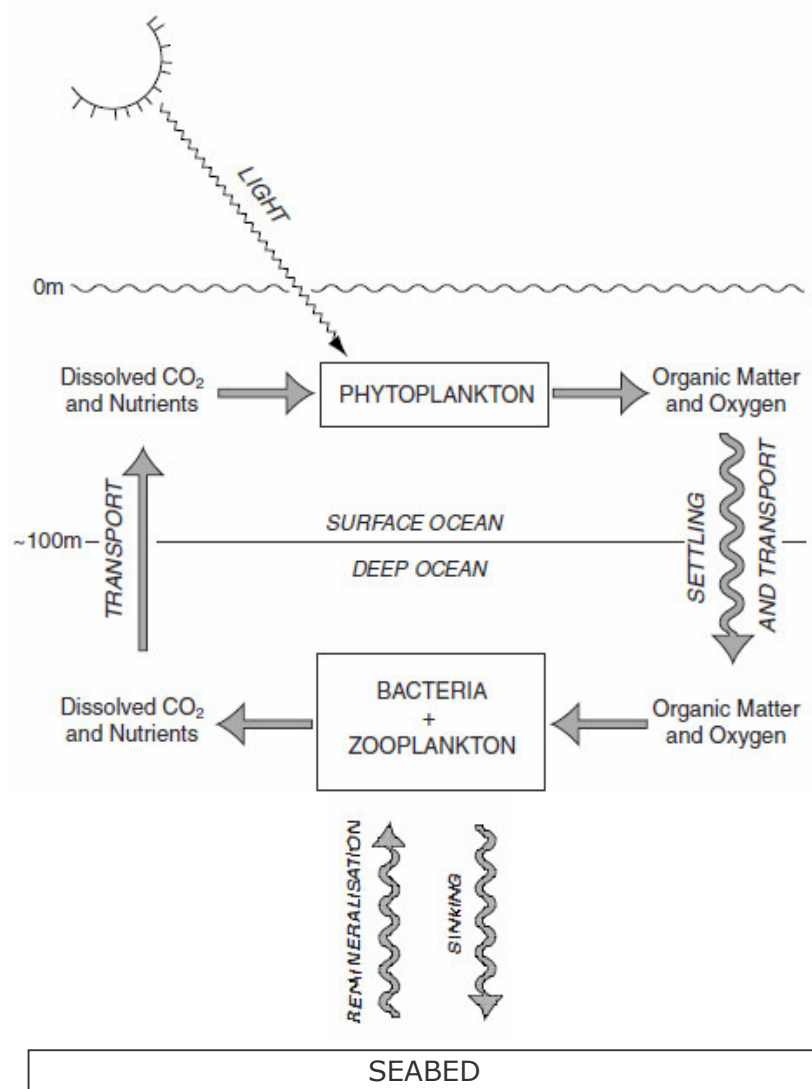 LIGHT
0m
Dissolved CO₂
and Nutrients
PHYTOPLANKTON
Organic Matter
and Oxygen
TRANSPORT
SURFACE OCEAN
~100m
DEEP OCEAN
SETTLING
AND TRANSPORT
Dissolved CO₂
and Nutrients
BACTERIA
+
ZOOPLANKTON
Organic Matter
and Oxygen
REMINERALISATION
SINKING
SEABED